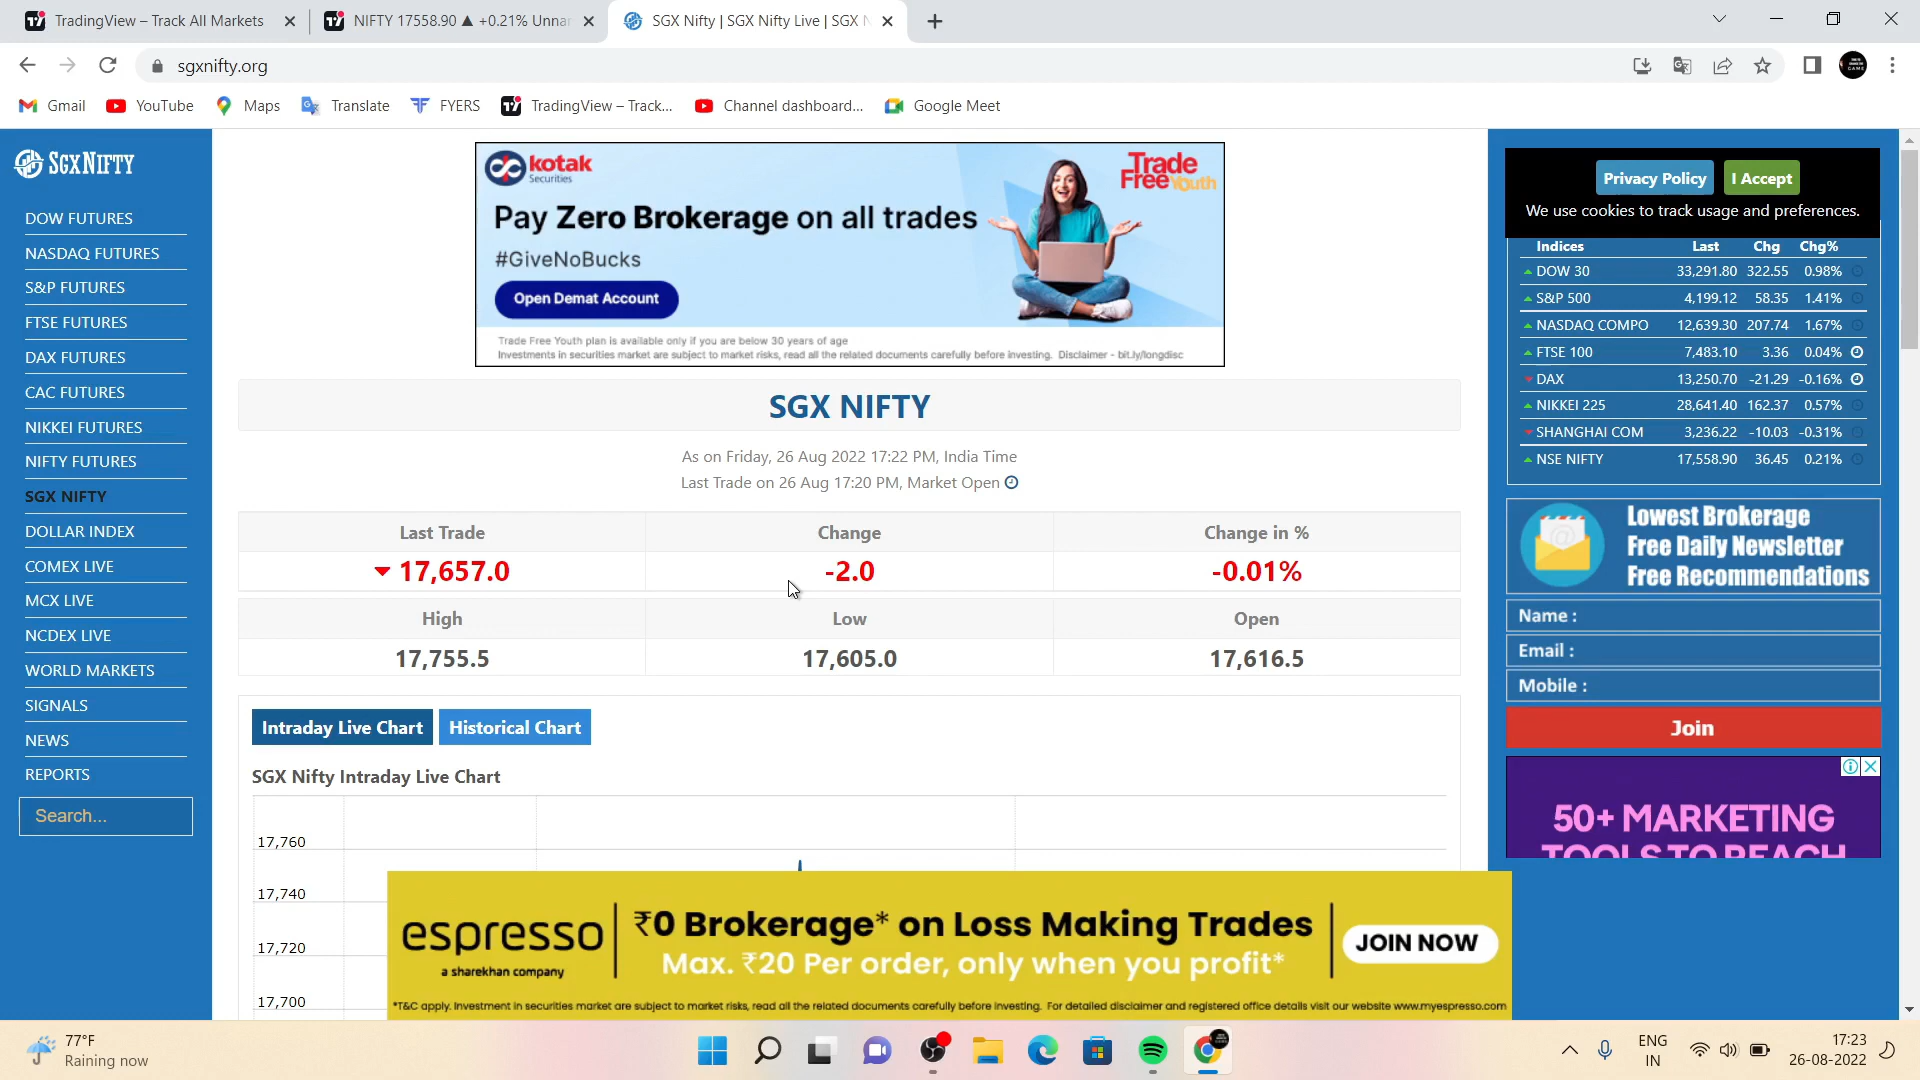 TradingView – Track All Markets
NIFTY 17558.90 ▲ +0.21% Unnar
SGX Nifty | SGX Nifty Live | SGX N
sgxnifty.org
Gmail
YouTube
Maps
Translate
FYERS
TradingView – Track...
Channel dashboard...
Google Meet
SGXNIFTY
DOW FUTURES
NASDAQ FUTURES
S&P FUTURES
FTSE FUTURES
DAX FUTURES
CAC FUTURES
NIKKEI FUTURES
NIFTY FUTURES
SGX NIFTY
DOLLAR INDEX
COMEX LIVE
MCX LIVE
NCDEX LIVE
WORLD MARKETS
SIGNALS
NEWS
REPORTS
Search...
kotak
Securities
Trade
Free Youth
Pay Zero Brokerage on all trades
#GiveNoBucks
Open Demat Account
Trade Free Youth plan is available only if you are below 30 years of age
Investments in securities market are subject to market risks, read all the related documents carefully before investing. Disclaimer - bit.ly/longdisc
SGX NIFTY
As on Friday, 26 Aug 2022 17:22 PM, India Time
Last Trade on 26 Aug 17:20 PM, Market Open
Last Trade Change Change in %
17,657.0 -2.0 -0.01%
High Low Open
17,755.5 17,605.0 17,616.5
Intraday Live Chart Historical Chart
SGX Nifty Intraday Live Chart
17,760
17,740
17,720
17,700
espresso
a sharekhan company
₹0 Brokerage* on Loss Making Trades
Max. ₹20 Per order, only when you profit*
JOIN NOW
*T&C apply. Investment in securities market are subject to market risks, read all the related documents carefully before investing. For detailed disclaimer and registered office details visit our website www.myespresso.com
Privacy Policy I Accept
We use cookies to track usage and preferences.
Indices Last Chg Chg%
DOW 30 33,291.80 322.55 0.98%
S&P 500 4,199.12 58.35 1.41%
NASDAQ COMPO 12,639.30 207.74 1.67%
FTSE 100 7,483.10 3.36 0.04%
DAX 13,250.70 -21.29 -0.16%
NIKKEI 225 28,641.40 162.37 0.57%
SHANGHAI COM 3,236.22 -10.03 -0.31%
NSE NIFTY 17,558.90 36.45 0.21%
Lowest Brokerage
Free Daily Newsletter
Free Recommendations
Name :
Email :
Mobile :
Join
50+ MARKETING
TOOLS TO REACH
77°F
Raining now
ENG
IN
17:23
26-08-2022